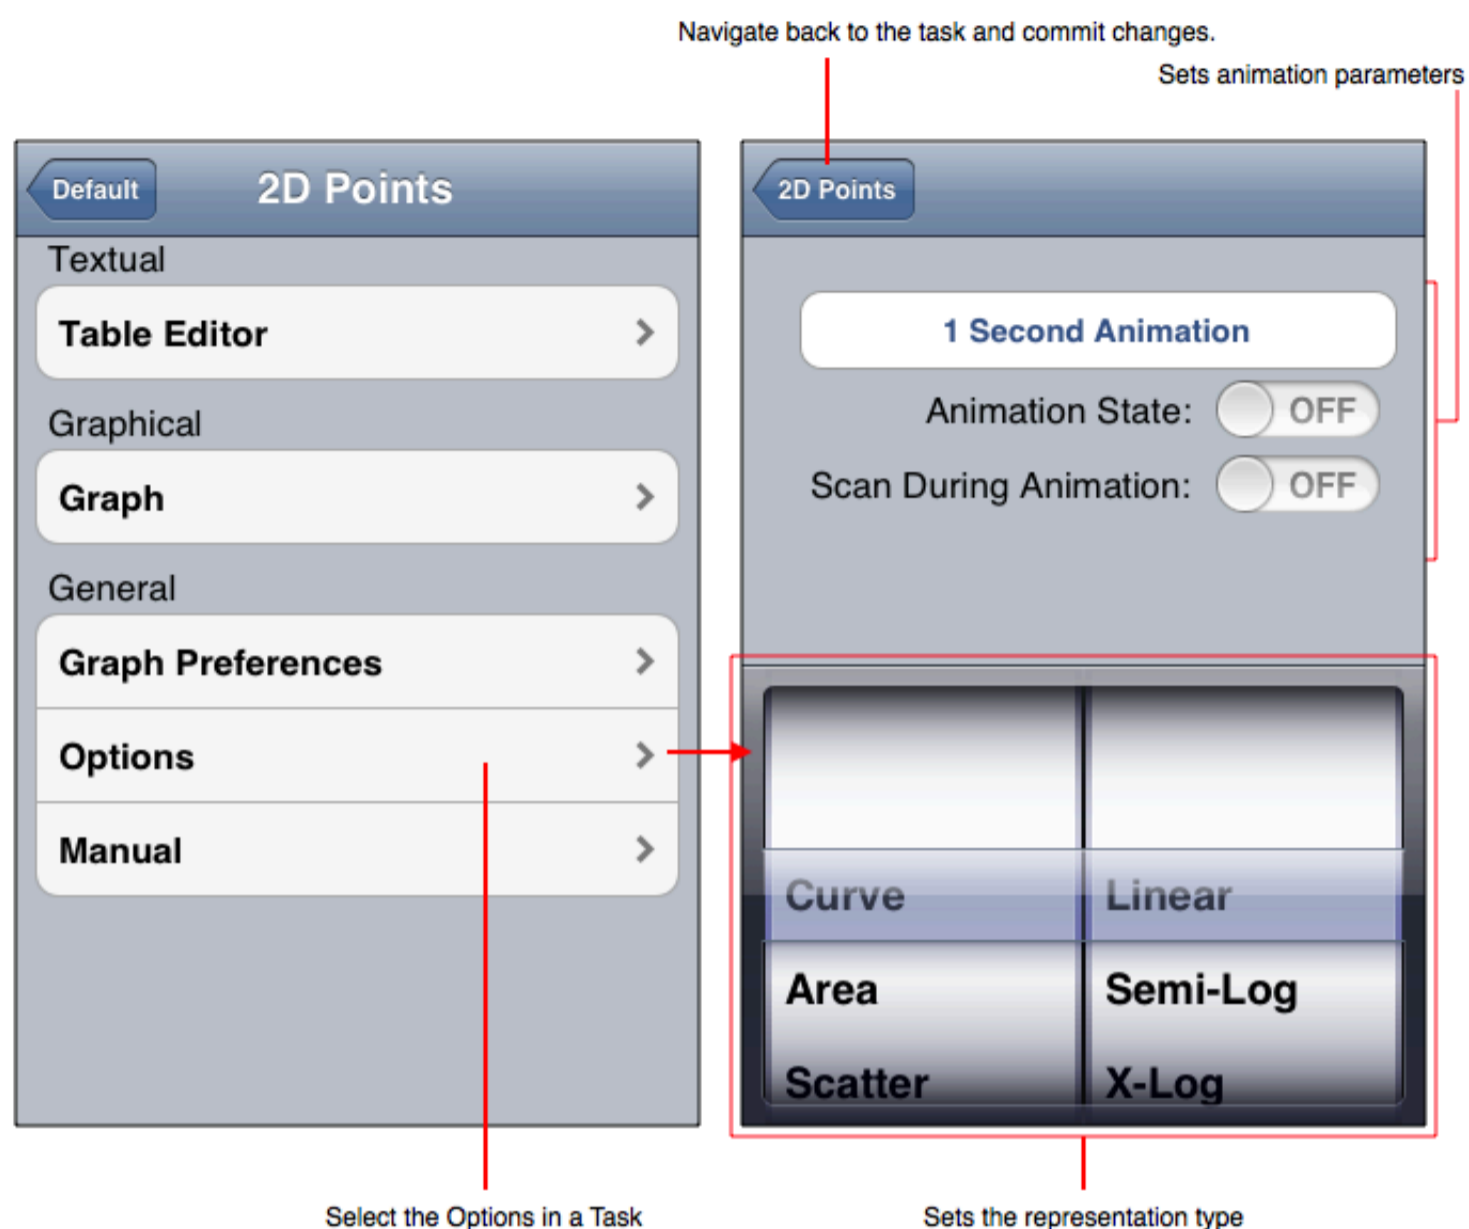 Navigate back to the task and commit changes.
Sets animation parameters
Default
2D Points
Textual
Table Editor
Graphical
Graph
General
Graph Preferences
Options
Manual
Select the Options in a Task
2D Points
1 Second Animation
Animation State: OFF
Scan During Animation: OFF
Curve Linear
Area Semi-Log
Scatter X-Log
Sets the representation type